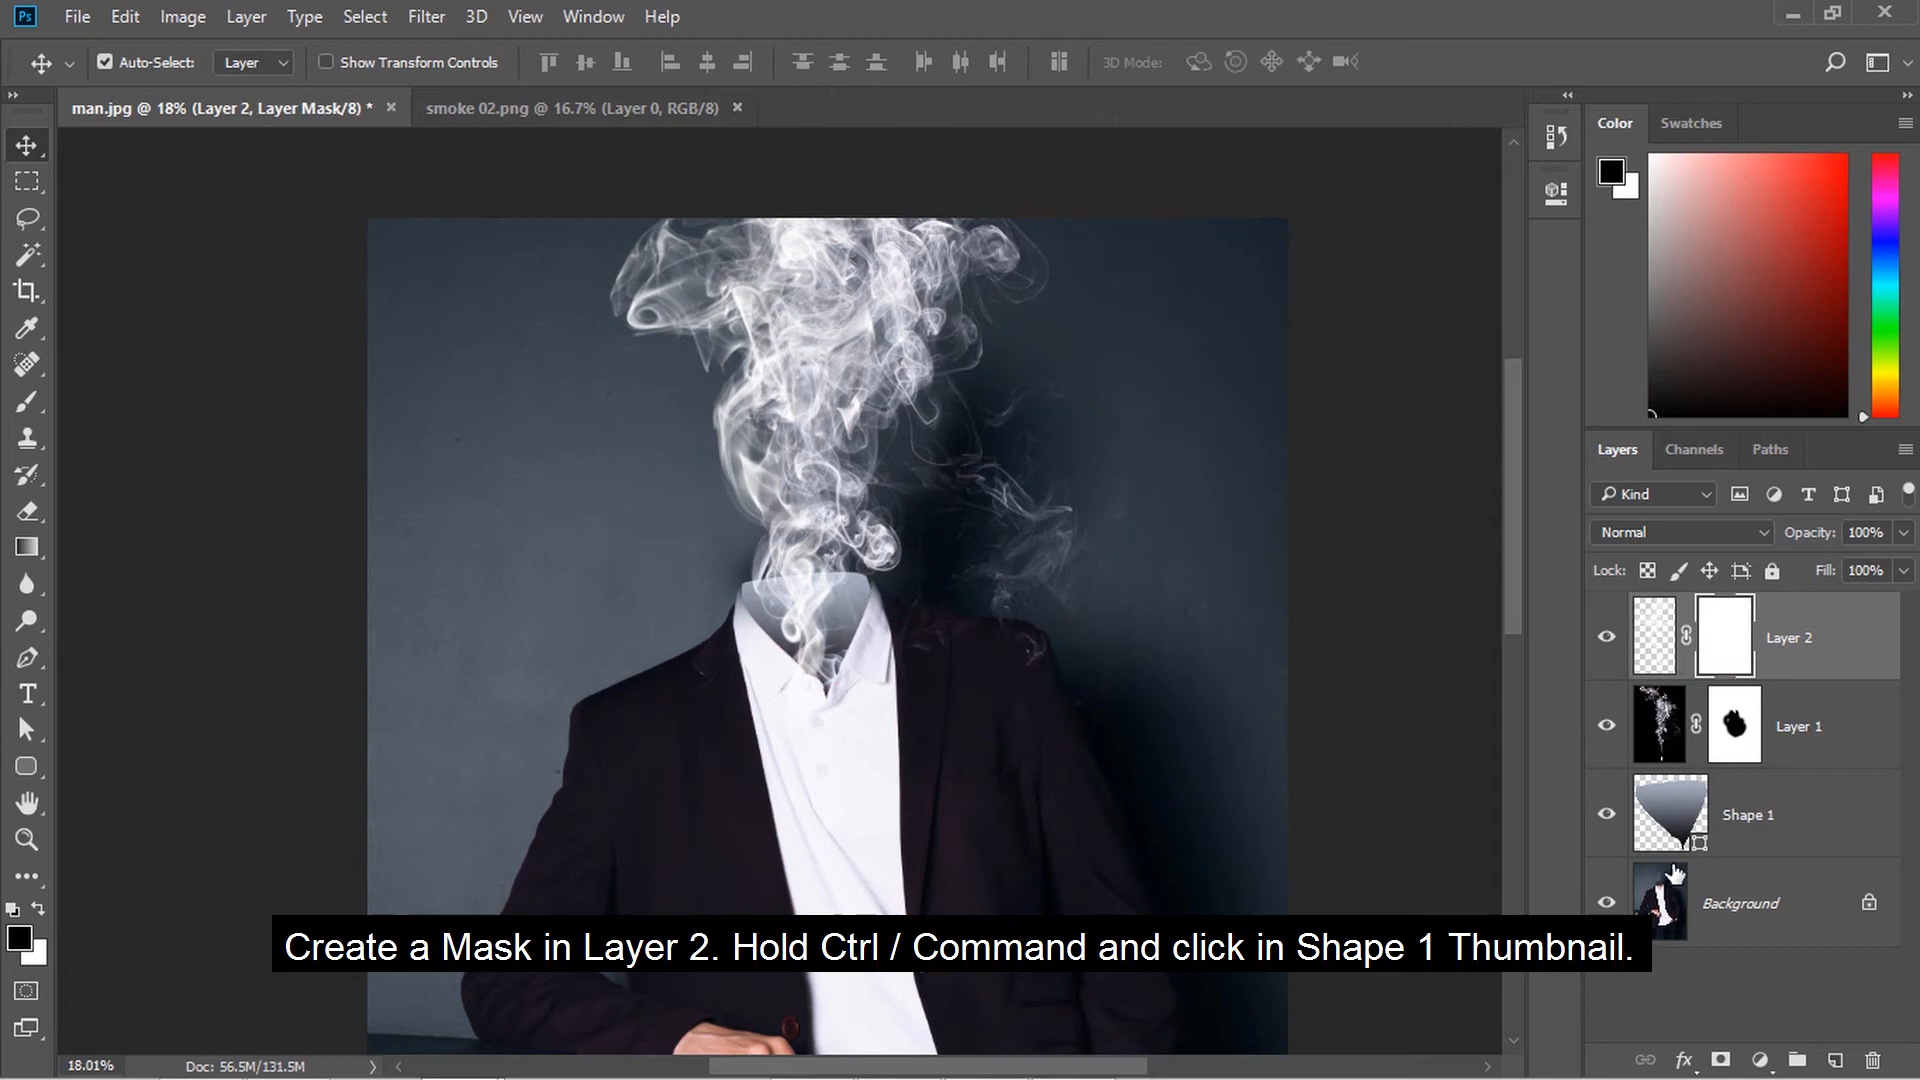 Ps File Edit Image Layer Type Select Filter 3D View Window Help
Auto-Select: Layer Show Transform Controls 3D Mode:
man.jpg @ 18% (Layer 2, Layer Mask/8) * smoke 02.png @ 16.7% (Layer 0, RGB/8)
Color Swatches
Layers Channels Paths
Kind
Normal Opacity: 100%
Lock: Fill: 100%
Layer 2
Layer 1
Shape 1
Background
Create a Mask in Layer 2. Hold Ctrl / Command and click in Shape 1 Thumbnail.
18.01% Doc: 56.5M/131.5M
fx